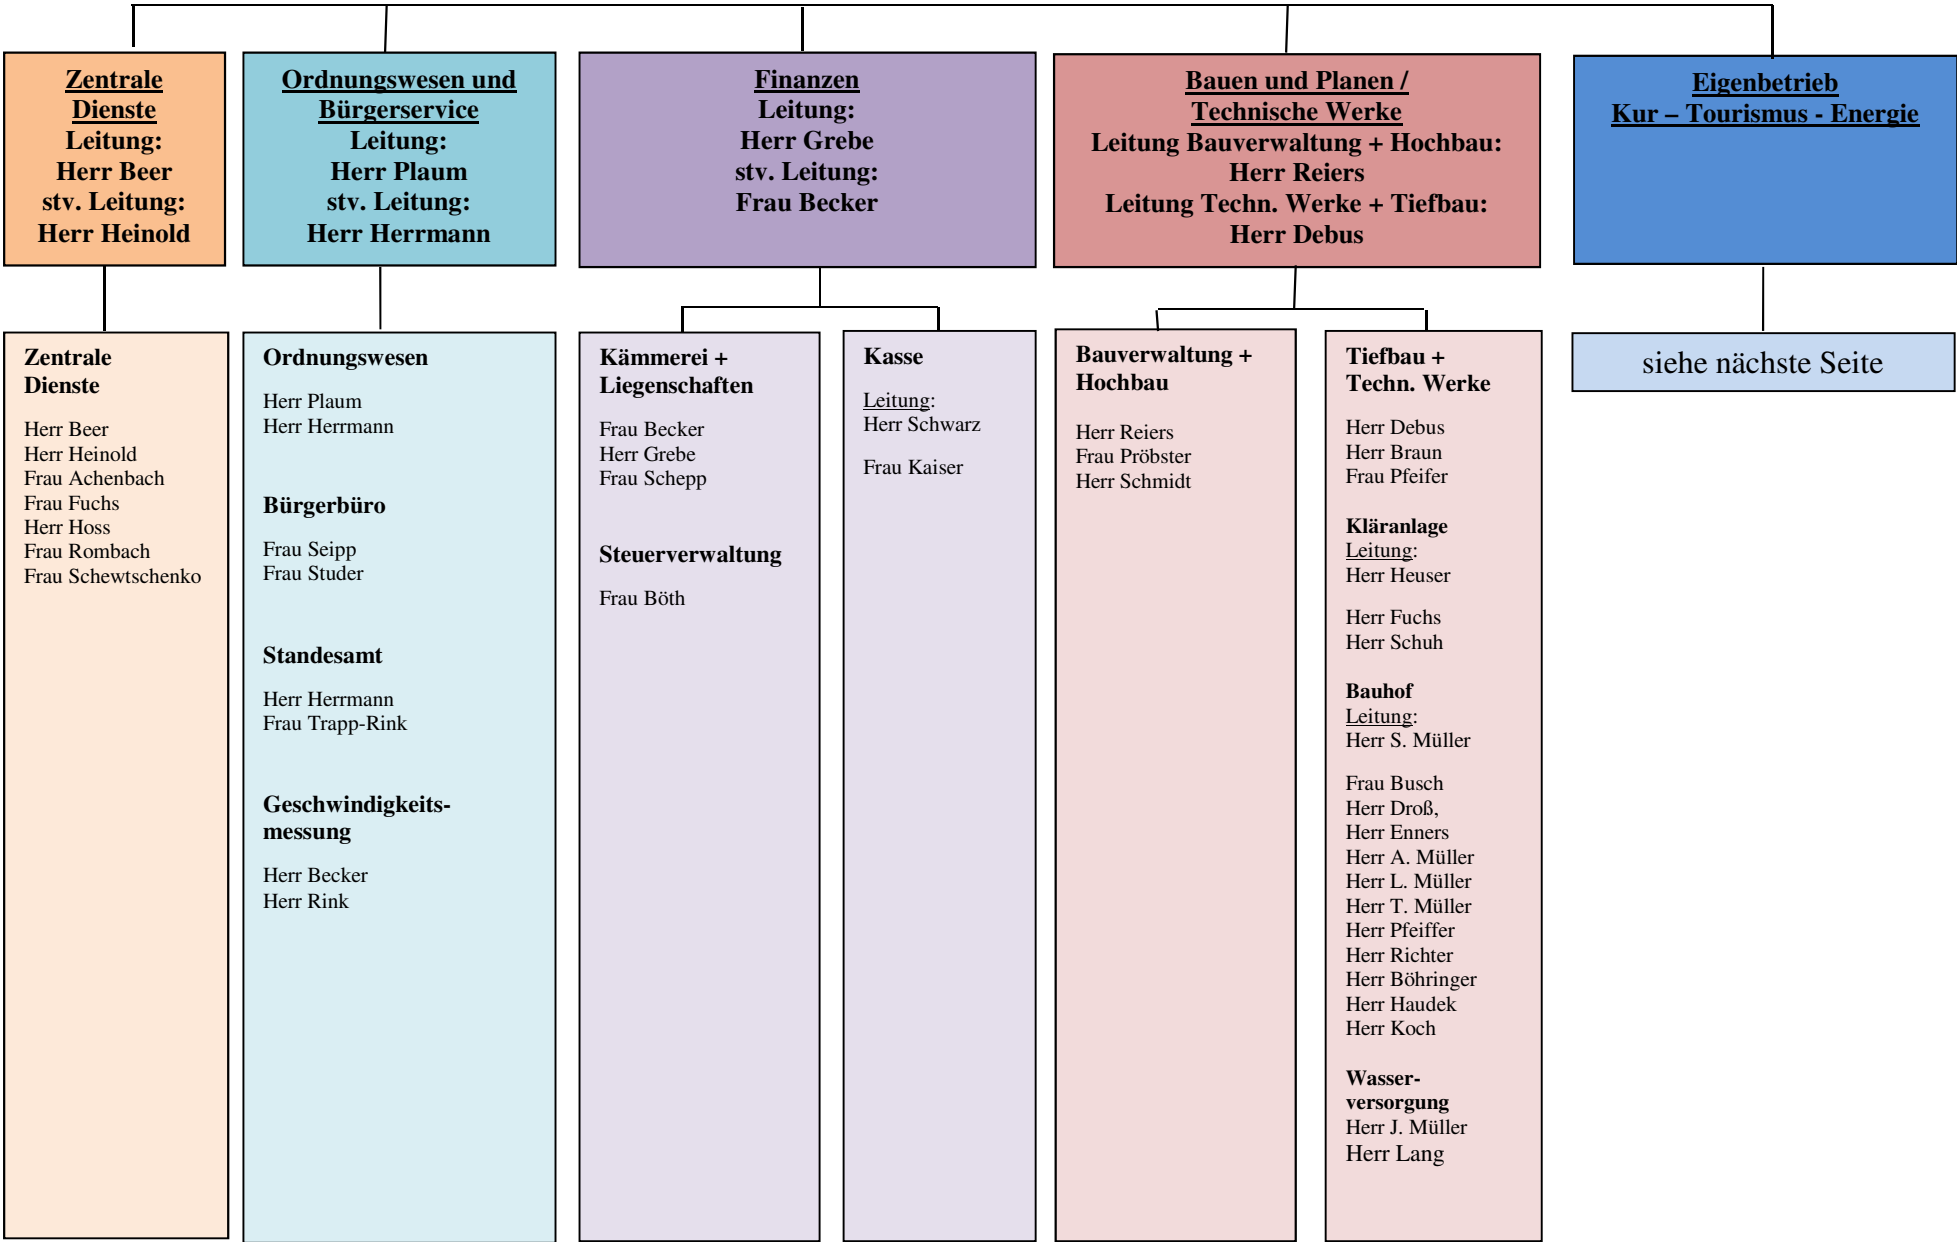 Zentrale
Dienste
Leitung:
Herr Beer
stv. Leitung:
Herr Heinold
Ordnungswesen und
Bürgerservice
Leitung:
Herr Plaum
stv. Leitung:
Herr Herrmann
Finanzen
Leitung:
Herr Grebe
stv. Leitung:
Frau Becker
Bauen und Planen /
Technische Werke
Leitung Bauverwaltung + Hochbau:
Herr Reiers
Leitung Techn. Werke + Tiefbau:
Herr Debus
Eigenbetrieb
Kur – Tourismus - Energie
Zentrale
Dienste
Herr Beer
Herr Heinold
Frau Achenbach
Frau Fuchs
Herr Hoss
Frau Rombach
Frau Schewtschenko
Ordnungswesen
Herr Plaum
Herr Herrmann
Bürgerbüro
Frau Seipp
Frau Studer
Standesamt
Herr Herrmann
Frau Trapp-Rink
Geschwindigkeits-
messung
Herr Becker
Herr Rink
Kämmerei +
Liegenschaften
Frau Becker
Herr Grebe
Frau Schepp
Steuerverwaltung
Frau Böth
Kasse
Leitung:
Herr Schwarz
Frau Kaiser
Bauverwaltung +
Hochbau
Herr Reiers
Frau Pröbster
Herr Schmidt
Tiefbau +
Techn. Werke
Herr Debus
Herr Braun
Frau Pfeifer
Kläranlage
Leitung:
Herr Heuser
Herr Fuchs
Herr Schuh
Bauhof
Leitung:
Herr S. Müller
Frau Busch
Herr Droß,
Herr Enners
Herr A. Müller
Herr L. Müller
Herr T. Müller
Herr Pfeiffer
Herr Richter
Herr Böhringer
Herr Haudek
Herr Koch
Wasser-
versorgung
Herr J. Müller
Herr Lang
siehe nächste Seite